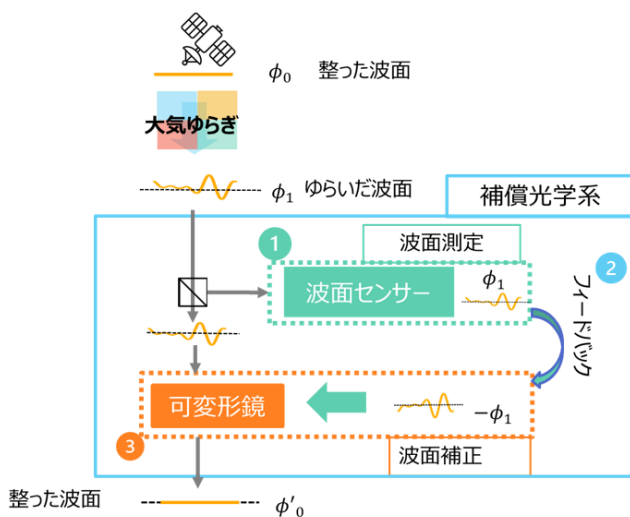 ϕ₀ 整った波面
大気ゆらぎ
ϕ₁ ゆらいだ波面
補償光学系
1
波面測定
2
波面センサー
ϕ₁
フィードバック
可変形鏡
−ϕ₁
3
波面補正
整った波面
ϕ'₀